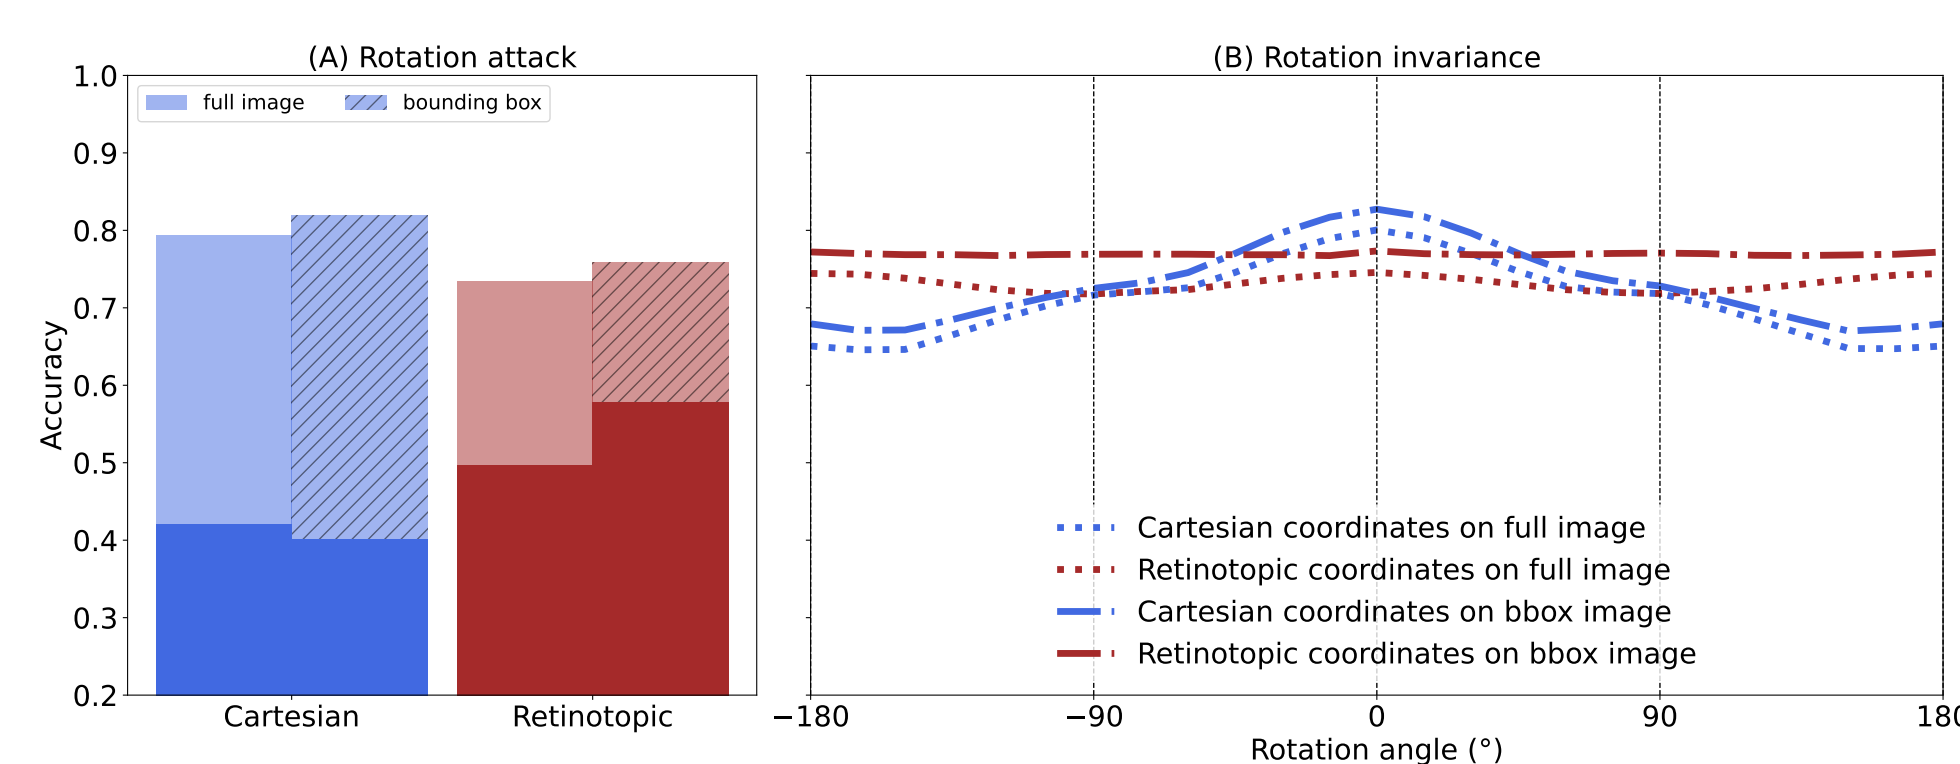 (A) Rotation attack
full image
bounding box
1.0
0.9
0.8
0.7
0.6
0.5
0.4
0.3
0.2
Accuracy
Cartesian
Retinotopic
(B) Rotation invariance
Cartesian coordinates on full image
Retinotopic coordinates on full image
Cartesian coordinates on bbox image
Retinotopic coordinates on bbox image
−180
−90
0
90
180
Rotation angle (°)